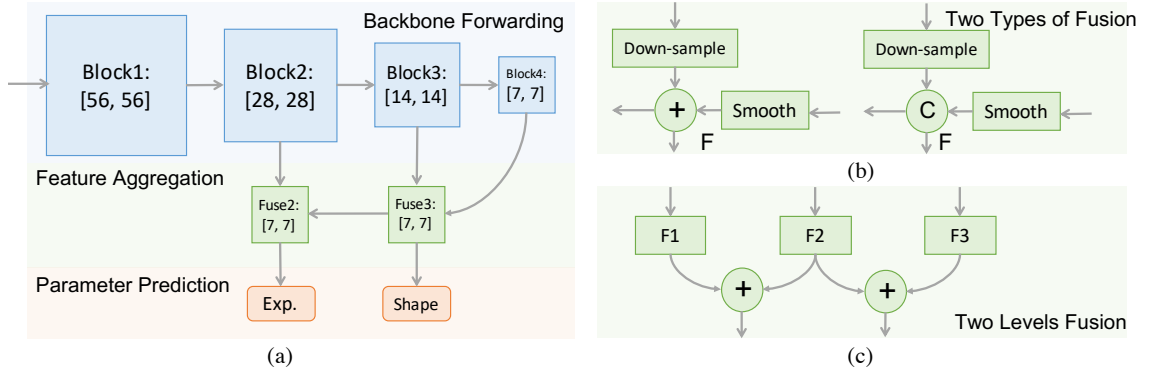 Backbone Forwarding
Block1:
[56, 56]
Block2:
[28, 28]
Block3:
[14, 14]
Block4:
[7, 7]
Feature Aggregation
Fuse2:
[7, 7]
Fuse3:
[7, 7]
Parameter Prediction
Exp.
Shape
(a)
Two Types of Fusion
Down-sample
+
Smooth
F
Down-sample
C
Smooth
F
(b)
F1
F2
F3
+
+
Two Levels Fusion
(c)